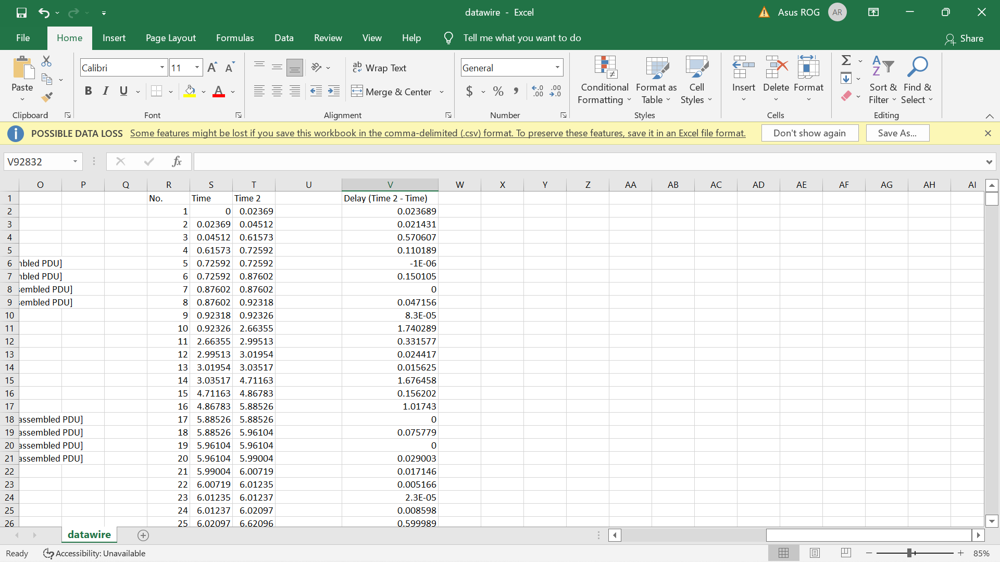 datawire - Excel
Asus ROG
AR
File Home Insert Page Layout Formulas Data Review View Help Tell me what you want to do Share
Paste
Clipboard
Calibri 11
B I U
Font
Wrap Text
Merge & Center
Alignment
General
$ % ,
Number
Conditional Formatting
Format as Table
Cell Styles
Styles
Insert Delete Format
Cells
Sort & Filter
Find & Select
Editing
POSSIBLE DATA LOSS Some features might be lost if you save this workbook in the comma-delimited (.csv) format. To preserve these features, save it in an Excel file format. Don't show again Save As...
V92832 fx
O P Q R S T U V W X Y Z AA AB AC AD AE AF AG AH AI
1 No. Time Time 2 Delay (Time 2 - Time)
2 1 0 0.02369 0.023689
3 2 0.02369 0.04512 0.021431
4 3 0.04512 0.61573 0.570607
5 4 0.61573 0.72592 0.110189
6 mbled PDU] 5 0.72592 0.72592 -1E-06
7 mbled PDU] 6 0.72592 0.87602 0.150105
8 sembled PDU] 7 0.87602 0.87602 0
9 sembled PDU] 8 0.87602 0.92318 0.047156
10 9 0.92318 0.92326 8.3E-05
11 10 0.92326 2.66355 1.740289
12 11 2.66355 2.99513 0.331577
13 12 2.99513 3.01954 0.024417
14 13 3.01954 3.03517 0.015625
15 14 3.03517 4.71163 1.676458
16 15 4.71163 4.86783 0.156202
17 16 4.86783 5.88526 1.01743
18 assembled PDU] 17 5.88526 5.88526 0
19 assembled PDU] 18 5.88526 5.96104 0.075779
20 assembled PDU] 19 5.96104 5.96104 0
21 assembled PDU] 20 5.96104 5.99004 0.029003
22 21 5.99004 6.00719 0.017146
23 22 6.00719 6.01235 0.005166
24 23 6.01235 6.01237 2.3E-05
25 24 6.01237 6.02097 0.008598
26 25 6.02097 6.62096 0.599989
datawire
Ready Accessibility: Unavailable 85%